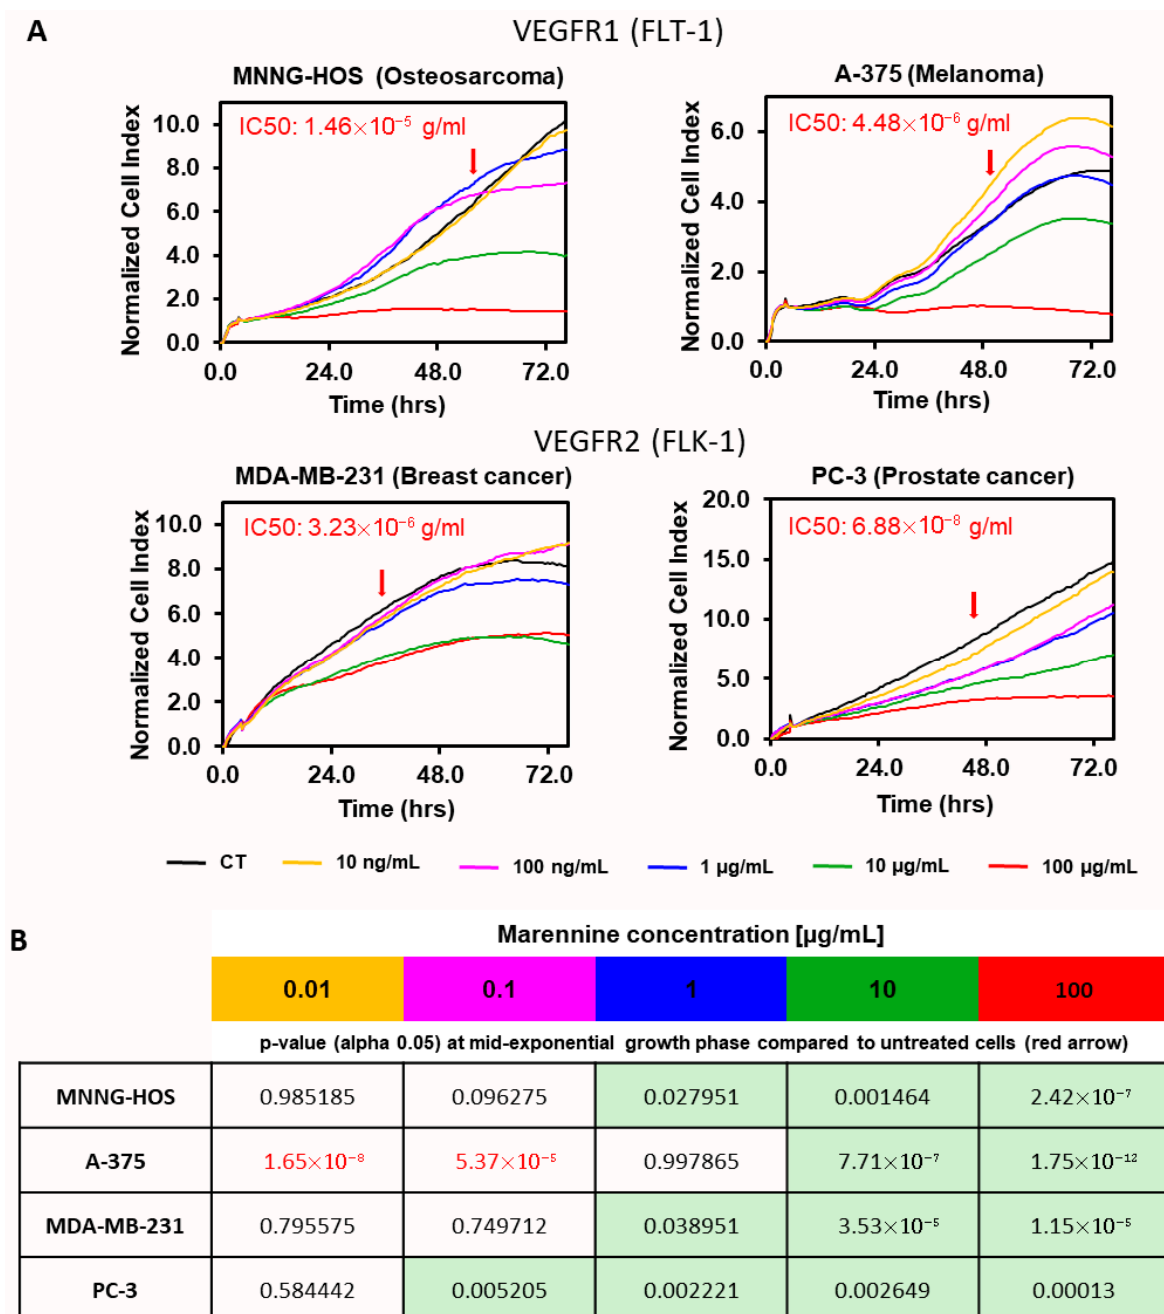 A
VEGFR1 (FLT-1)
MNNG-HOS (Osteosarcoma)
Normalized Cell Index
10.0
8.0
6.0
4.0
2.0
0.0
IC50: 1.46×10⁻⁵ g/ml
0.0 24.0 48.0 72.0
Time (hrs)
A-375 (Melanoma)
Normalized Cell Index
6.0
4.0
2.0
0.0
IC50: 4.48×10⁻⁶ g/ml
0.0 24.0 48.0 72.0
Time (hrs)
VEGFR2 (FLK-1)
MDA-MB-231 (Breast cancer)
Normalized Cell Index
10.0
8.0
6.0
4.0
2.0
0.0
IC50: 3.23×10⁻⁶ g/ml
0.0 24.0 48.0 72.0
Time (hrs)
PC-3 (Prostate cancer)
Normalized Cell Index
20.0
15.0
10.0
5.0
0.0
IC50: 6.88×10⁻⁸ g/ml
0.0 24.0 48.0 72.0
Time (hrs)
CT 10 ng/mL 100 ng/mL 1 µg/mL 10 µg/mL 100 µg/mL
B
Marennine concentration [µg/mL]
0.01 0.1 1 10 100
p-value (alpha 0.05) at mid-exponential growth phase compared to untreated cells (red arrow)
MNNG-HOS 0.985185 0.096275 0.027951 0.001464 2.42×10⁻⁷
A-375 1.65×10⁻⁸ 5.37×10⁻⁵ 0.997865 7.71×10⁻⁷ 1.75×10⁻¹²
MDA-MB-231 0.795575 0.749712 0.038951 3.53×10⁻⁵ 1.15×10⁻⁵
PC-3 0.584442 0.005205 0.002221 0.002649 0.00013